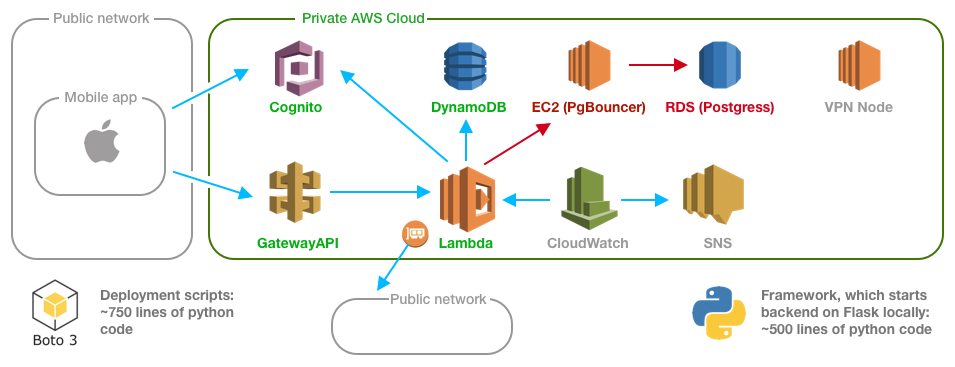 Public network
Private AWS Cloud
Mobile app
Cognito
DynamoDB
EC2 (PgBouncer)
RDS (Postgress)
VPN Node
GatewayAPI
Lambda
CloudWatch
SNS
Public network
Boto 3
Deployment scripts:
~750 lines of python
code
Framework, which starts
backend on Flask locally:
~500 lines of python code